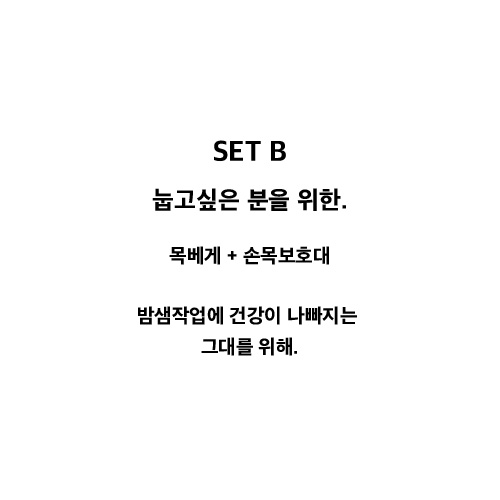 SET B
눕고싶은 분을 위한.
목베게 + 손목보호대
밤샘작업에 건강이 나빠지는
그대를 위해.